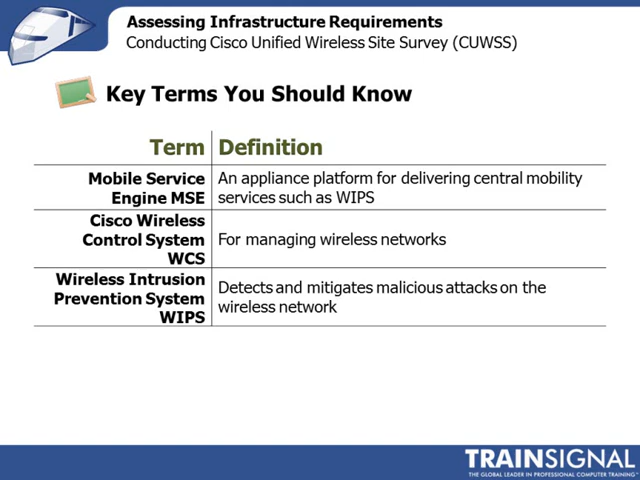 Assessing Infrastructure Requirements
Conducting Cisco Unified Wireless Site Survey (CUWSS)
Key Terms You Should Know
Term Definition
Mobile Service Engine MSE
An appliance platform for delivering central mobility
services such as WIPS
Cisco Wireless
Control System
WCS
For managing wireless networks
Wireless Intrusion
Prevention System
WIPS
Detects and mitigates malicious attacks on the
wireless network
TRAINSIGNAL
THE GLOBAL LEADER IN PROFESSIONAL COMPUTER TRAINING